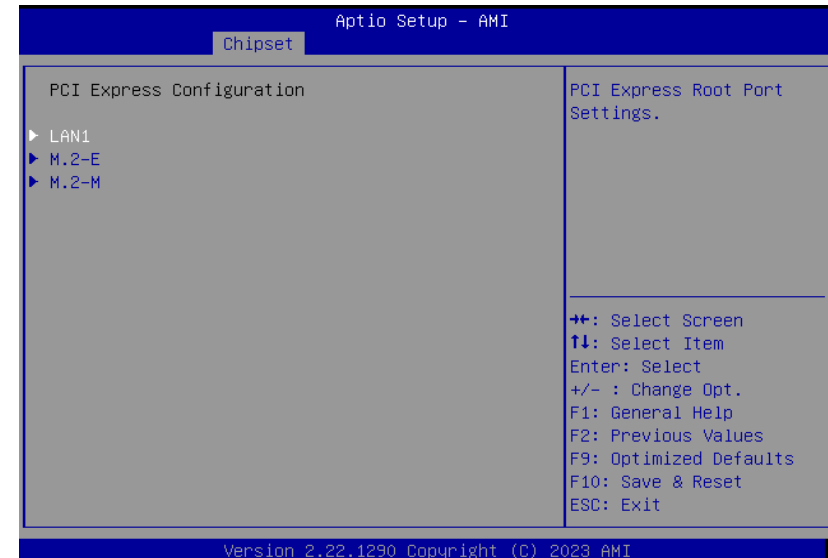 Aptio Setup – AMI
Chipset
PCI Express Configuration
▶ LAN1
▶ M.2-E
▶ M.2-M
PCI Express Root Port
Settings.
→←: Select Screen
↑↓: Select Item
Enter: Select
+/- : Change Opt.
F1: General Help
F2: Previous Values
F9: Optimized Defaults
F10: Save & Reset
ESC: Exit
Version 2.22.1290 Copyright (C) 2023 AMI